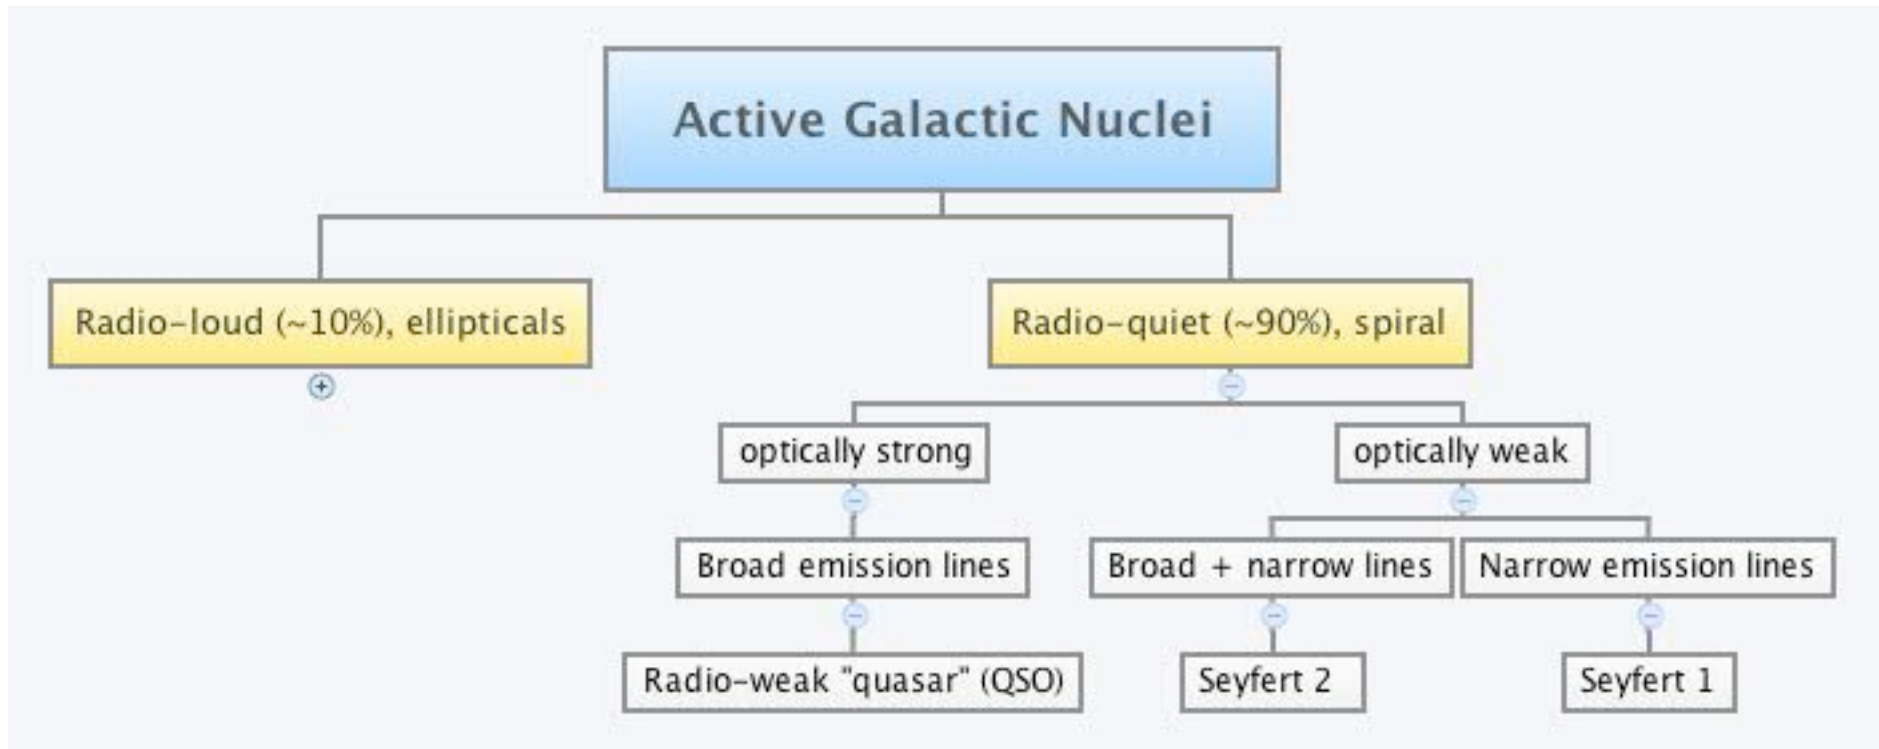 Active Galactic Nuclei
Radio-loud (~10%), ellipticals
Radio-quiet (~90%), spiral
optically strong
optically weak
Broad emission lines
Broad + narrow lines
Narrow emission lines
Radio-weak "quasar" (QSO)
Seyfert 2
Seyfert 1